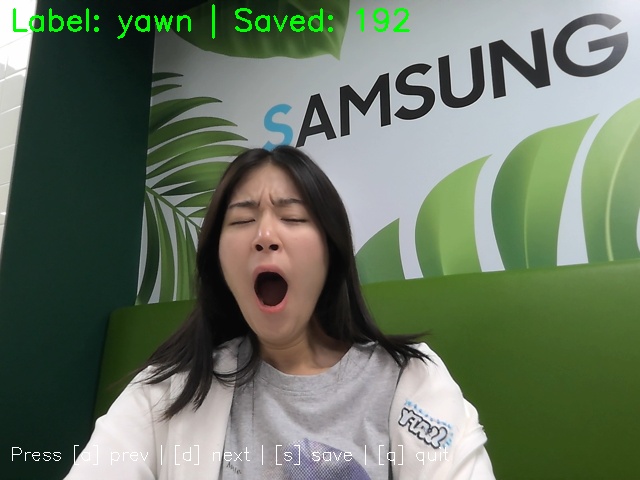 Label: yawn | Saved: 192
SAMSUNG
Press [a] prev | [d] next | [s] save | [q] quit